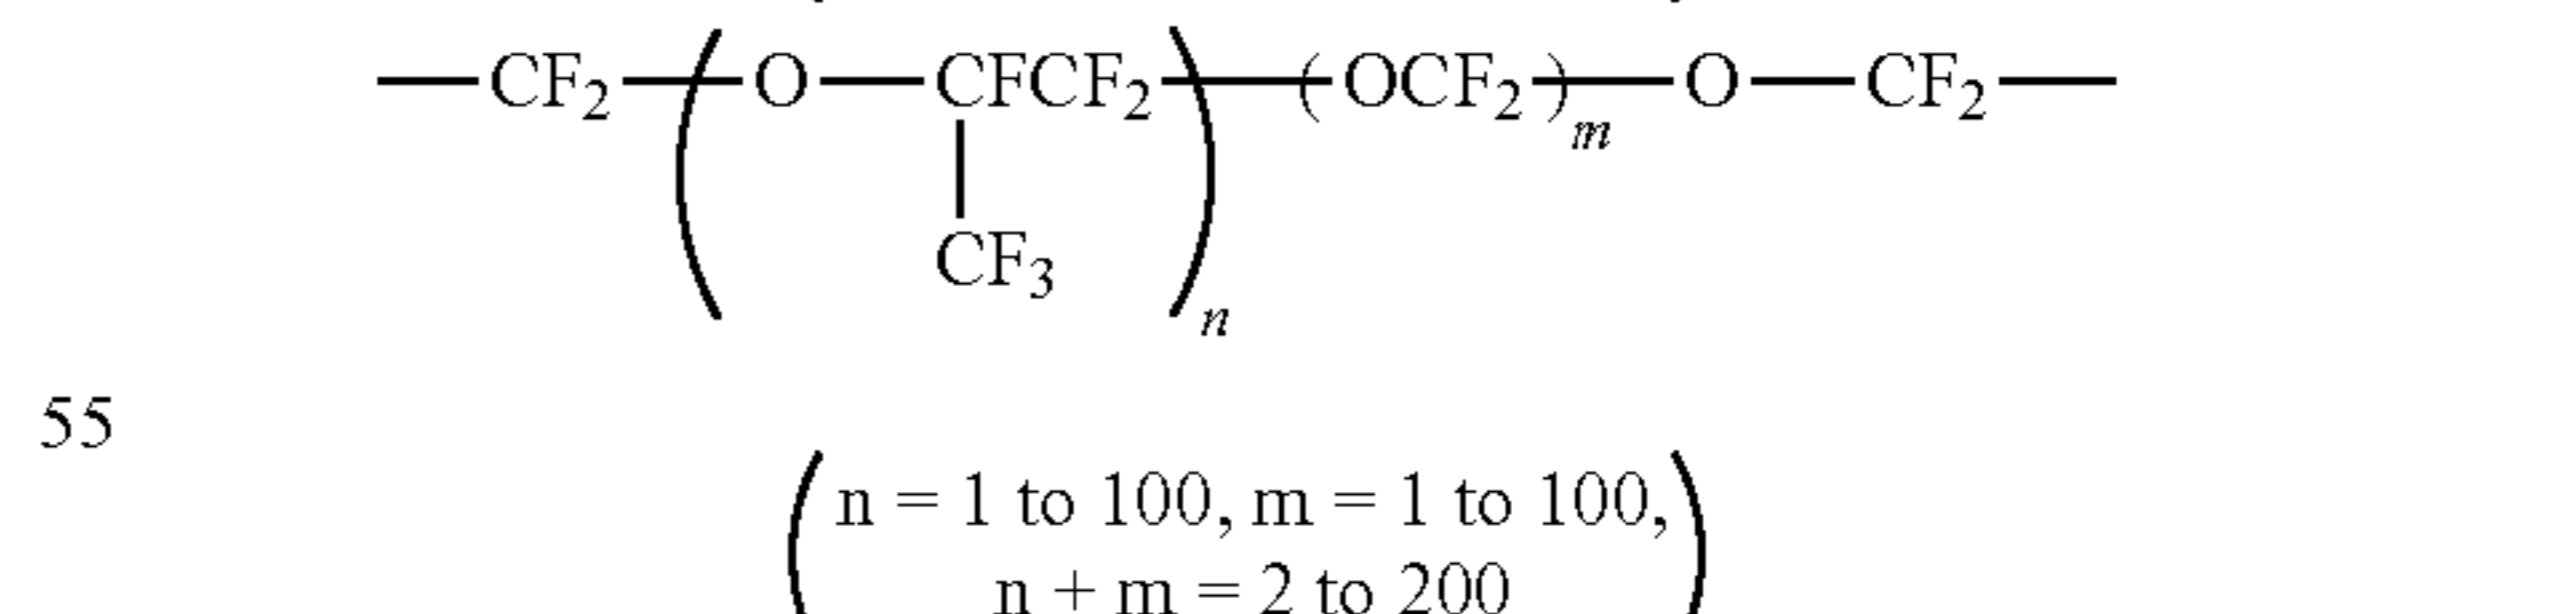 —CF2—(O—CFCF2)—(OCF2)m—O—CF2—
CF3
n
55
(n = 1 to 100, m = 1 to 100,
n + m = 2 to 200)